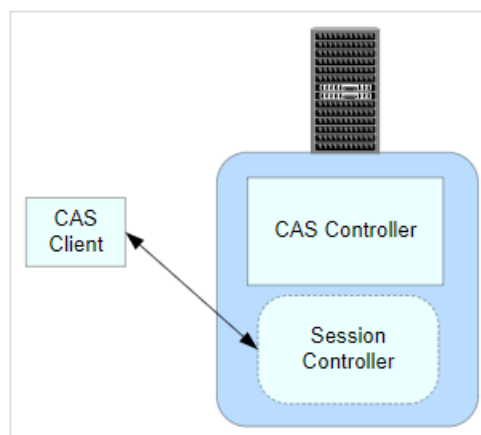 CAS
Client
CAS Controller
Session
Controller